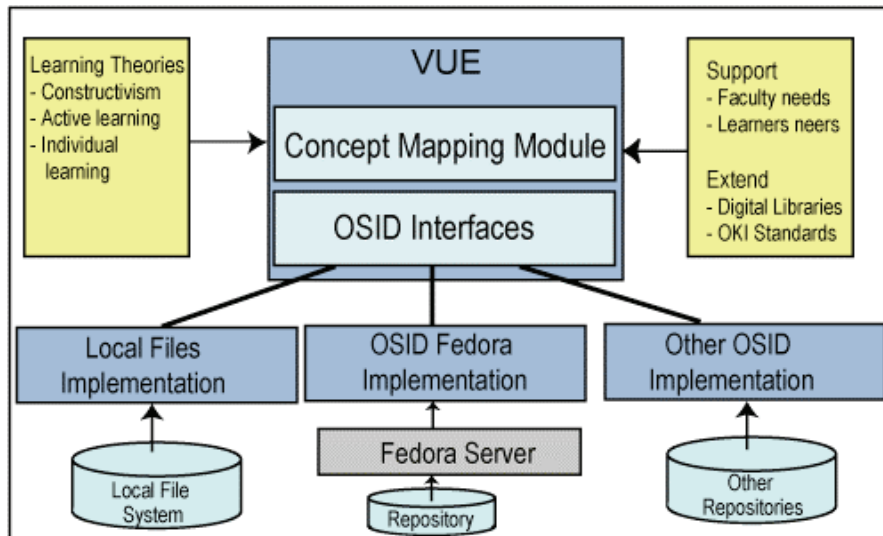 Learning Theories
- Constructivism
- Active learning
- Individual
learning
VUE
Concept Mapping Module
OSID Interfaces
Support
- Faculty needs
- Learners neers
Extend
- Digital Libraries
- OKI Standards
Local Files
Implementation
OSID Fedora
Implementation
Other OSID
Implementation
Fedora Server
Local File
System
Repository
Other
Repositories